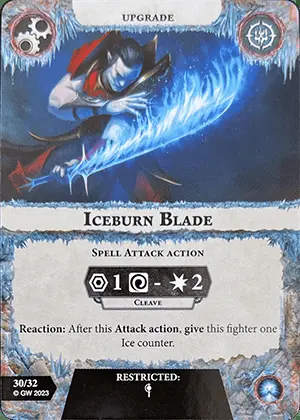 UPGRADE
ICEBURN BLADE
SPELL ATTACK ACTION
1 - 2
CLEAVE
Reaction: After this Attack action, give this fighter one
Ice counter.
30/32
© GW 2023
RESTRICTED: